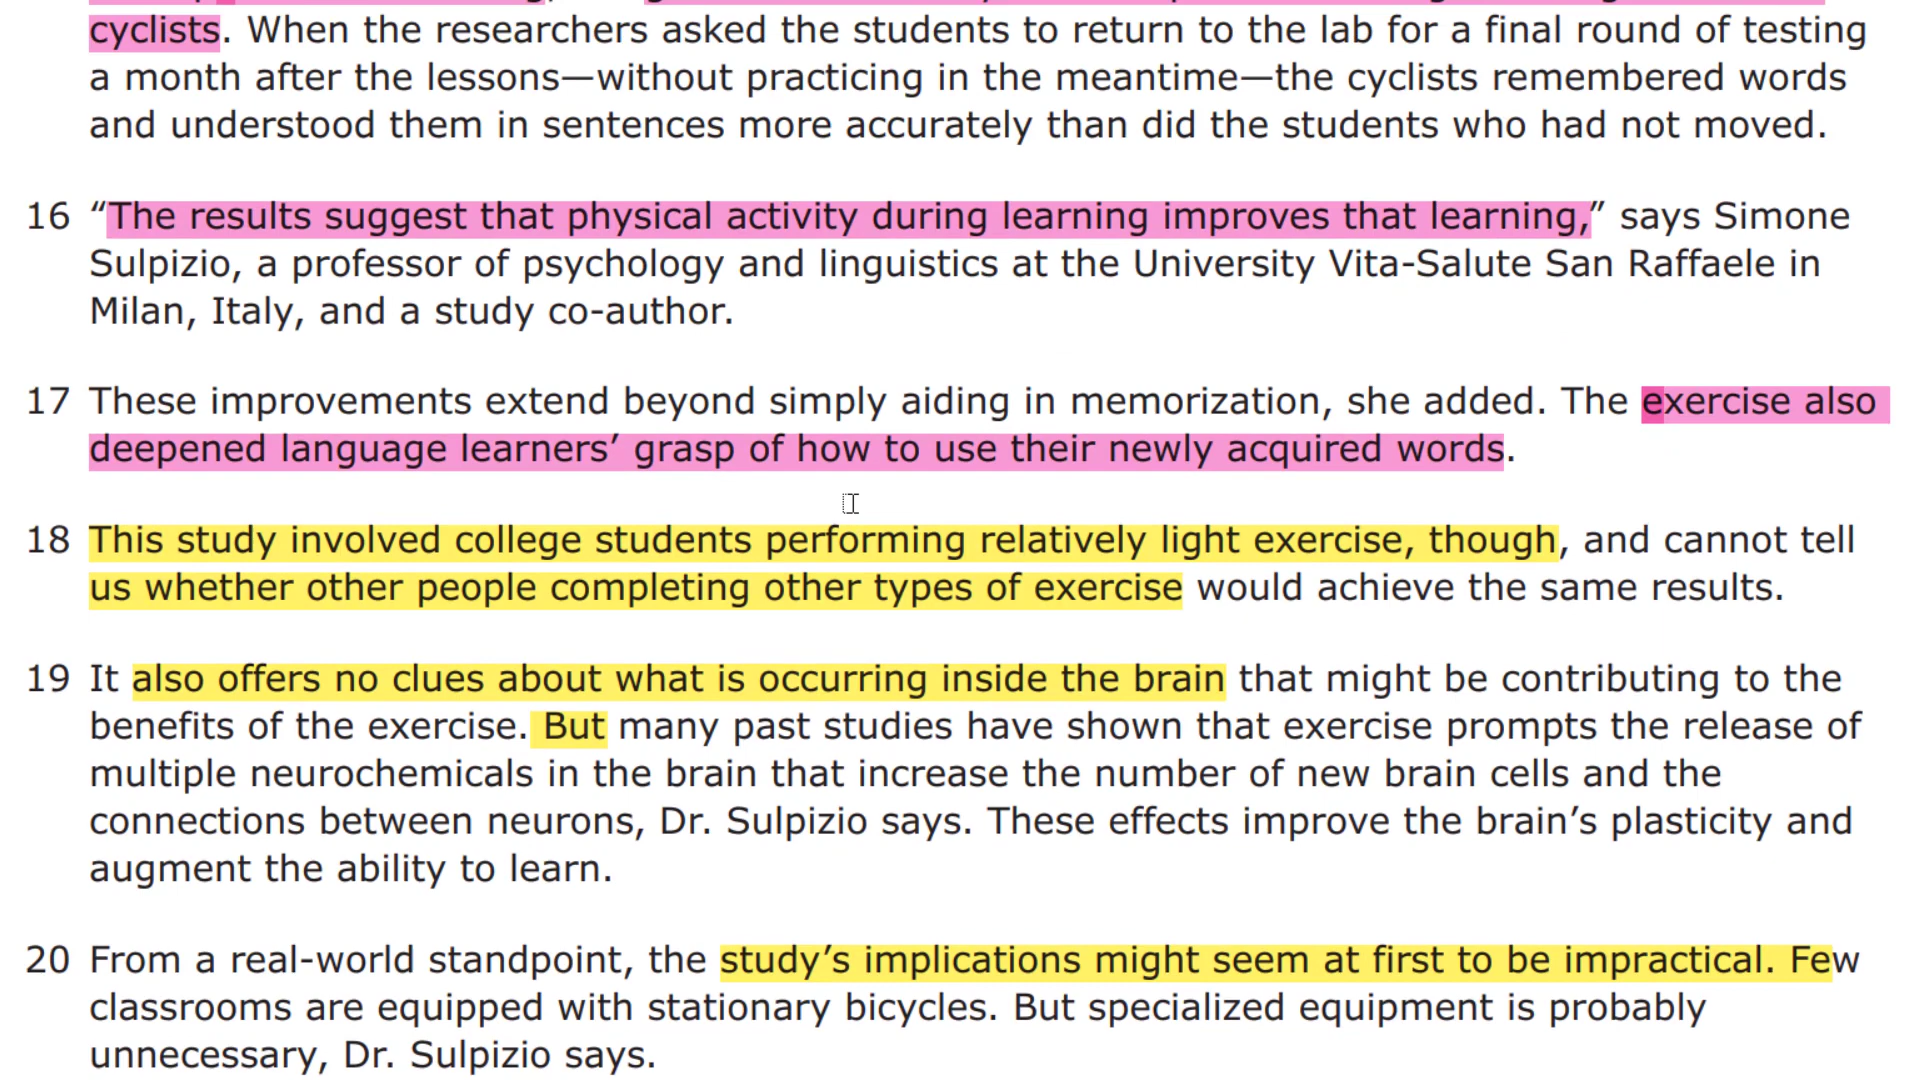 cyclists. When the researchers asked the students to return to the lab for a final round of testing
a month after the lessons—without practicing in the meantime—the cyclists remembered words
and understood them in sentences more accurately than did the students who had not moved.
16 “The results suggest that physical activity during learning improves that learning,” says Simone
Sulpizio, a professor of psychology and linguistics at the University Vita-Salute San Raffaele in
Milan, Italy, and a study co-author.
17 These improvements extend beyond simply aiding in memorization, she added. The exercise also
deepened language learners’ grasp of how to use their newly acquired words.
18 This study involved college students performing relatively light exercise, though, and cannot tell
us whether other people completing other types of exercise would achieve the same results.
19 It also offers no clues about what is occurring inside the brain that might be contributing to the
benefits of the exercise. But many past studies have shown that exercise prompts the release of
multiple neurochemicals in the brain that increase the number of new brain cells and the
connections between neurons, Dr. Sulpizio says. These effects improve the brain’s plasticity and
augment the ability to learn.
20 From a real-world standpoint, the study’s implications might seem at first to be impractical. Few
classrooms are equipped with stationary bicycles. But specialized equipment is probably
unnecessary, Dr. Sulpizio says.